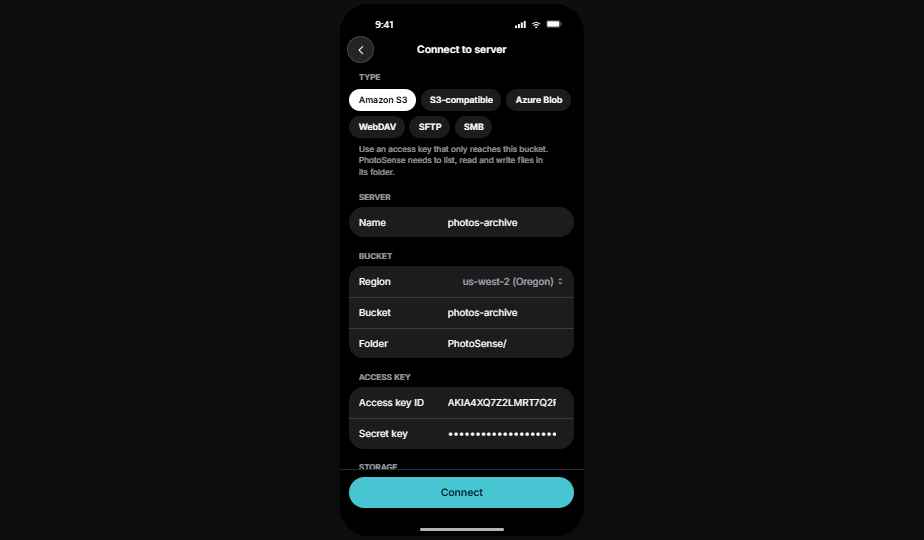 9:41
Connect to server
TYPE
Amazon S3
S3-compatible
Azure Blob
WebDAV
SFTP
SMB
Use an access key that only reaches this bucket.
PhotoSense needs to list, read and write files in
its folder.
SERVER
Name photos-archive
BUCKET
Region us-west-2 (Oregon)
Bucket photos-archive
Folder PhotoSense/
ACCESS KEY
Access key ID AKIA4XQ7Z2LMRT7Q2F
Secret key ••••••••••••••••••••
STORAGE
Connect